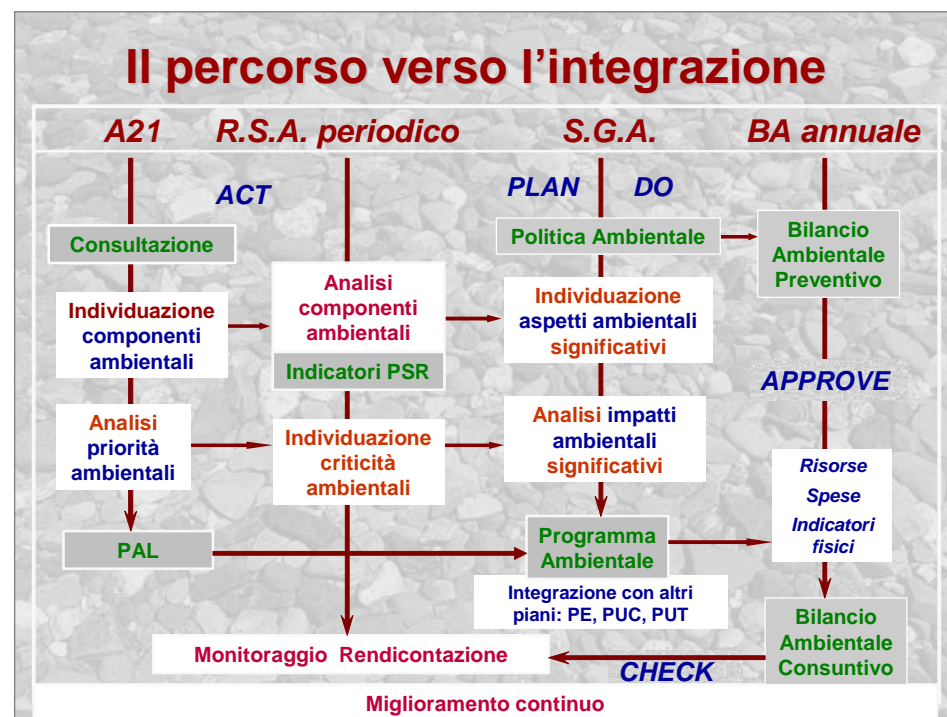 Il percorso verso l'integrazione
A21
R.S.A. periodico
S.G.A.
BA annuale
ACT
PLAN
DO
Consultazione
Politica Ambientale
Bilancio
Ambientale
Preventivo
Individuazione
componenti
ambientali
Analisi
componenti
ambientali
Indicatori PSR
Individuazione
aspetti ambientali
significativi
APPROVE
Analisi
priorità
ambientali
Individuazione
criticità
ambientali
Analisi impatti
ambientali
significativi
Risorse
Spese
Indicatori
fisici
PAL
Programma
Ambientale
Integrazione con altri
piani: PE, PUC, PUT
Bilancio
Ambientale
Consuntivo
Monitoraggio Rendicontazione
CHECK
Miglioramento continuo